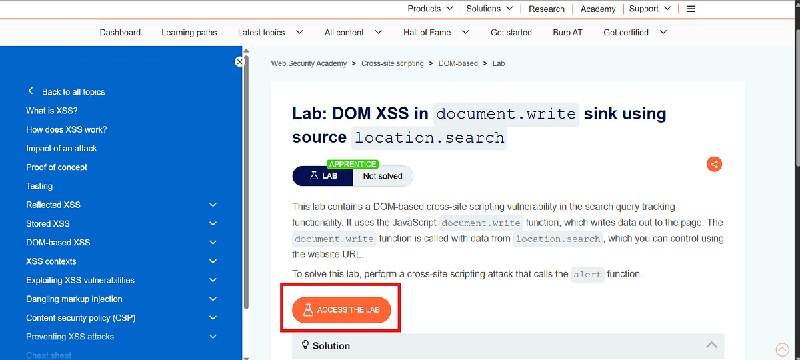 Products Solutions Research Academy Support
Dashboard Learning paths Latest topics All content Hall of Fame Get started Burp AT Get certified
Back to all topics
What is XSS?
How does XSS work?
Impact of an attack
Proof of concept
Testing
Reflected XSS
Stored XSS
DOM-based XSS
XSS contexts
Exploiting XSS vulnerabilities
Dangling markup injection
Content security policy (CSP)
Preventing XSS attacks
Cheat sheet
Web Security Academy > Cross-site scripting > DOM-based > Lab
Lab: DOM XSS in document.write sink using
source location.search
APPRENTICE
LAB Not solved
This lab contains a DOM-based cross-site scripting vulnerability in the search query tracking
functionality. It uses the JavaScript document.write function, which writes data out to the page. The
document.write function is called with data from location.search, which you can control using
the website URL.
To solve this lab, perform a cross-site scripting attack that calls the alert function.
ACCESS THE LAB
Solution